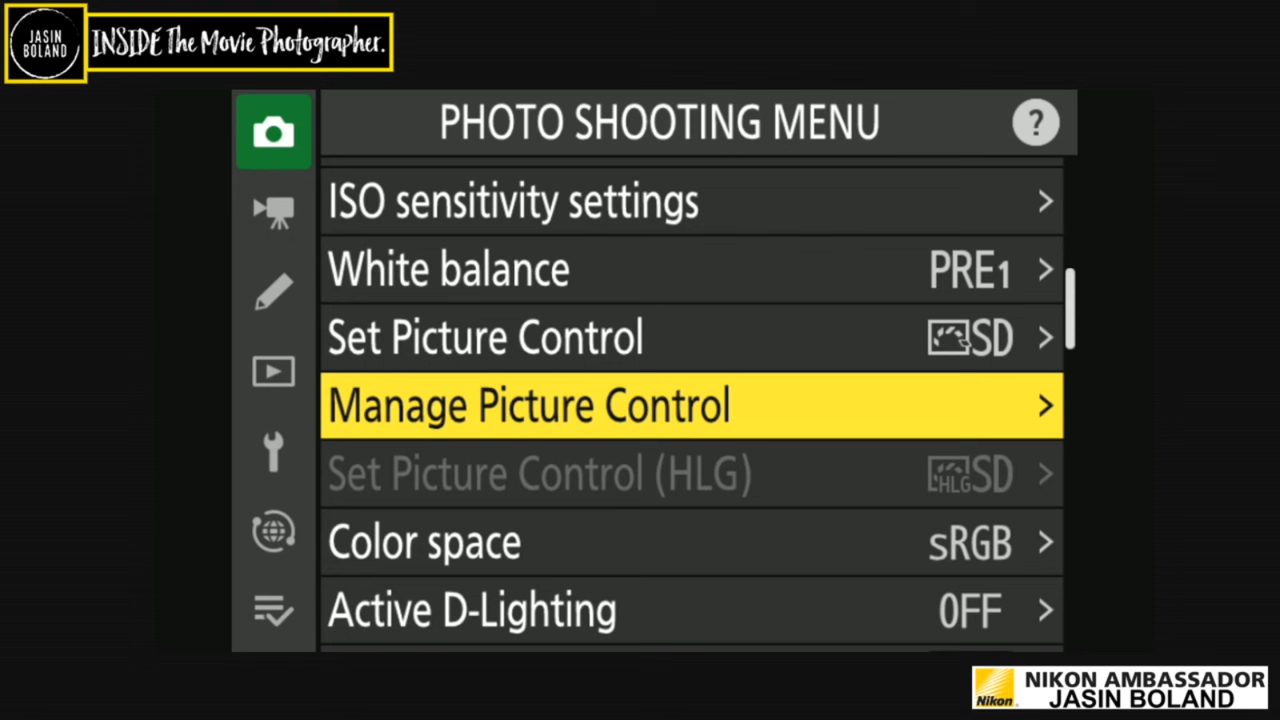 JASIN
BOLAND
INSIDE The Movie Photographer.
PHOTO SHOOTING MENU ?
ISO sensitivity settings >
White balance PRE1 >
Set Picture Control SD >
Manage Picture Control >
Set Picture Control (HLG) HLG SD >
Color space sRGB >
Active D-Lighting OFF >
Nikon
NIKON AMBASSADOR
JASIN BOLAND